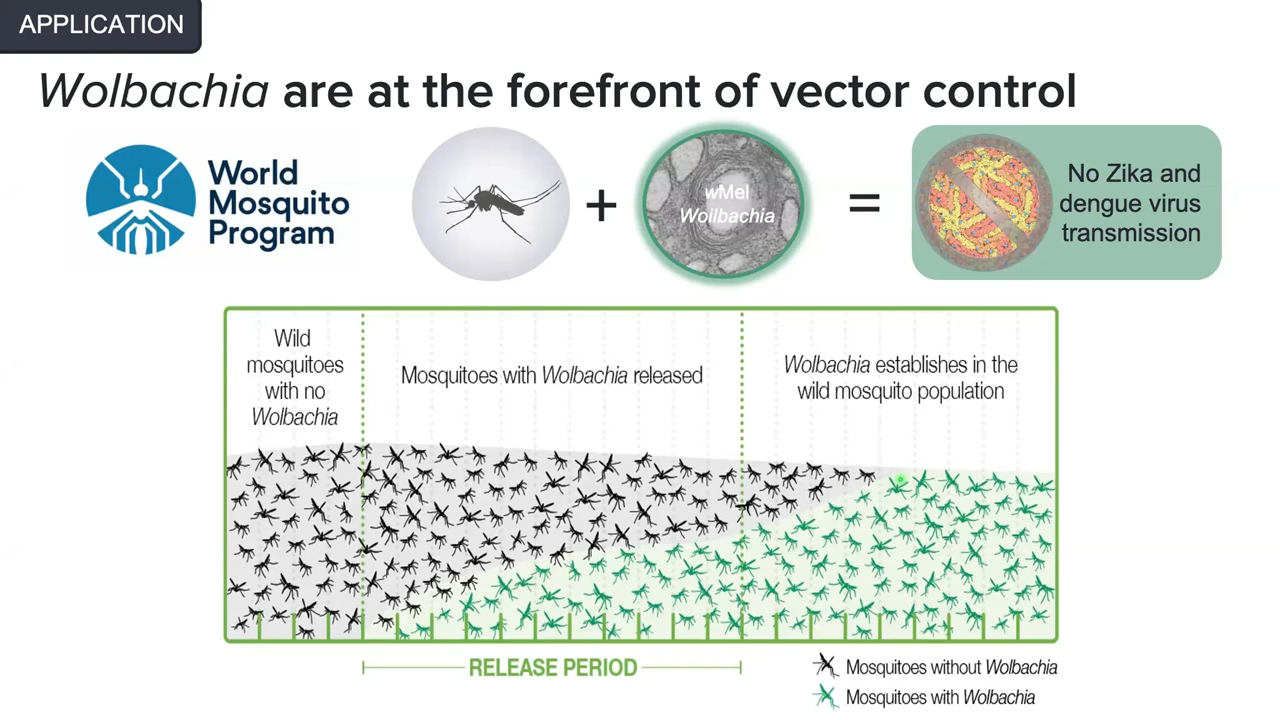 APPLICATION
Wolbachia are at the forefront of vector control
World
Mosquito
Program
+
wMel
Woilbachia
=
No Zika and
dengue virus
transmission
Wild
mosquitoes
with no
Wolbachia
Mosquitoes with Wolbachia released
Wolbachia establishes in the
wild mosquito population
RELEASE PERIOD
Mosquitoes without Wolbachia
Mosquitoes with Wolbachia